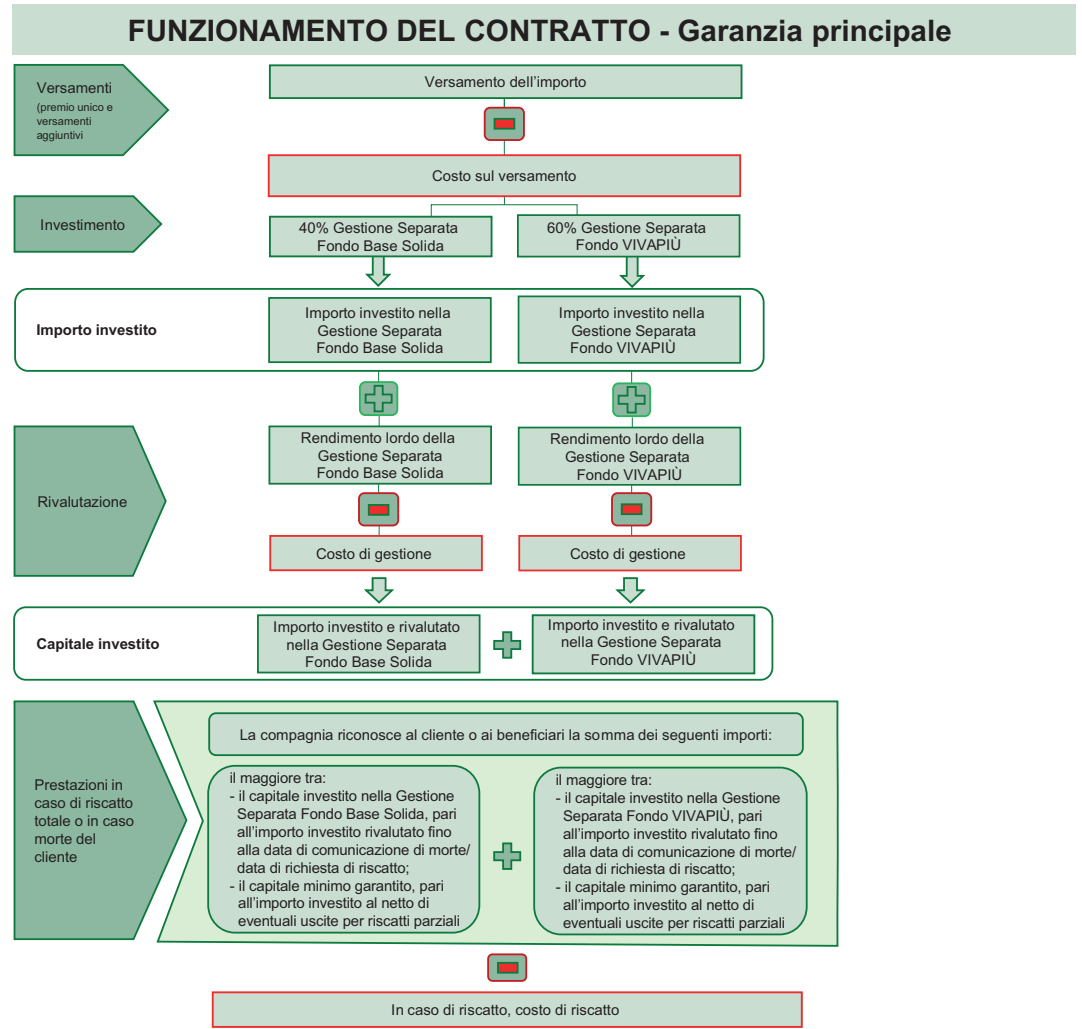 FUNZIONAMENTO DEL CONTRATTO - Garanzia principale
Versamenti
(premio unico e
versamenti
aggiuntivi
Versamento dell'importo
Costo sul versamento
Investimento
40% Gestione Separata
Fondo Base Solida
60% Gestione Separata
Fondo VIVAPIÙ
Importo investito
Importo investito nella
Gestione Separata
Fondo Base Solida
Importo investito nella
Gestione Separata
Fondo VIVAPIÙ
Rivalutazione
Rendimento lordo della
Gestione Separata
Fondo Base Solida
Rendimento lordo della
Gestione Separata
Fondo VIVAPIÙ
Costo di gestione
Costo di gestione
Capitale investito
Importo investito e rivalutato
nella Gestione Separata
Fondo Base Solida
Importo investito e rivalutato
nella Gestione Separata
Fondo VIVAPIÙ
Prestazioni in
caso di riscatto
totale o in caso
morte del
cliente
La compagnia riconosce al cliente o ai beneficiari la somma dei seguenti importi:
il maggiore tra:
- il capitale investito nella Gestione
Separata Fondo Base Solida, pari
all'importo investito rivalutato fino
alla data di comunicazione di morte/
data di richiesta di riscatto;
- il capitale minimo garantito, pari
all'importo investito al netto di
eventuali uscite per riscatti parziali
il maggiore tra:
- il capitale investito nella Gestione
Separata Fondo VIVAPIÙ, pari
all'importo investito rivalutato fino
alla data di comunicazione di morte/
data di richiesta di riscatto;
- il capitale minimo garantito, pari
all'importo investito al netto di
eventuali uscite per riscatti parziali
In caso di riscatto, costo di riscatto